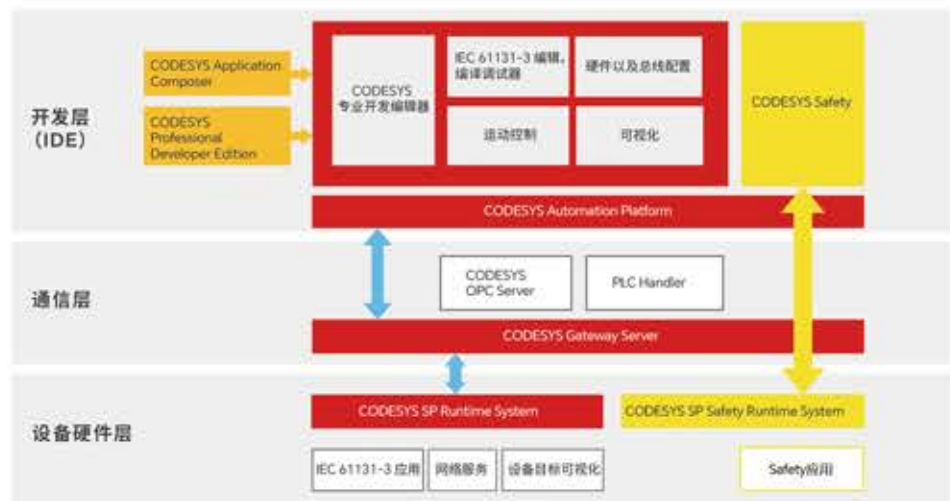 开发层
(IDE)
CODESYS Application
Composer
CODESYS
Professional
Developer Edition
CODESYS
专业开发编辑器
IEC 61131-3 编辑,
编译调试器
硬件以及总线配置
运动控制
可视化
CODESYS Safety
CODESYS Automation Platform
通信层
CODESYS
OPC Server
PLC Handler
CODESYS Gateway Server
设备硬件层
CODESYS SP Runtime System
CODESYS SP Safety Runtime System
IEC 61131-3 应用
网络服务
设备目标可视化
Safety应用